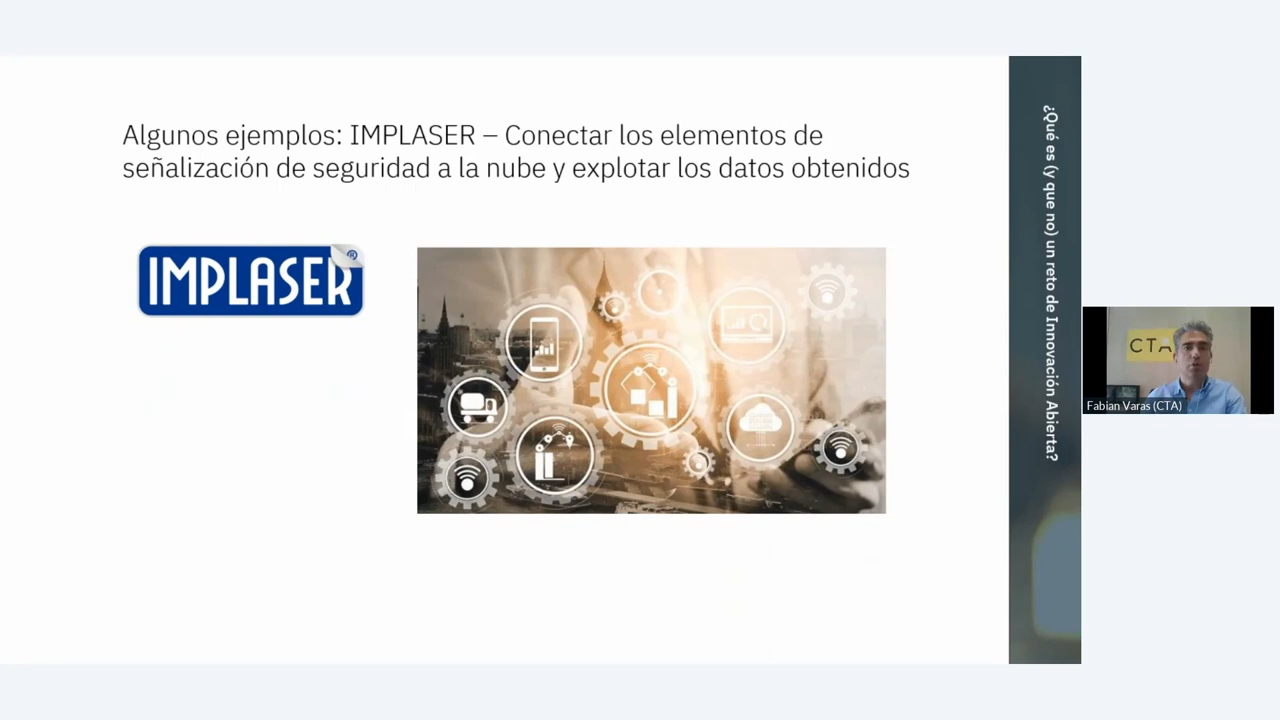 Algunos ejemplos: IMPLASER – Conectar los elementos de
señalización de seguridad a la nube y explotar los datos obtenidos
IMPLASER
®
¿Qué es (y que no) un reto de Innovación Abierta?
CTA
Fabian Varas (CTA)